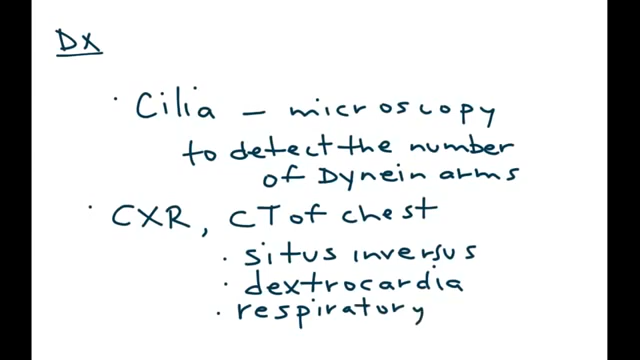 DX
· Cilia – microscopy
to detect the number
of Dynein arms
· CXR, CT of chest
· situs inversus
· dextrocardia
· respiratory